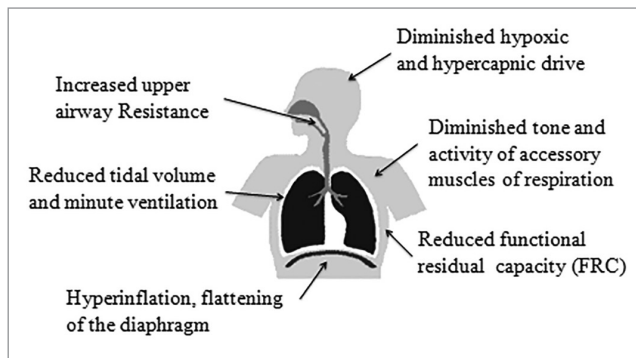 Diminished hypoxic
and hypercapnic drive
Increased upper
airway Resistance
Diminished tone and
activity of accessory
muscles of respiration
Reduced tidal volume
and minute ventilation
Reduced functional
residual capacity (FRC)
Hyperinflation, flattening
of the diaphragm